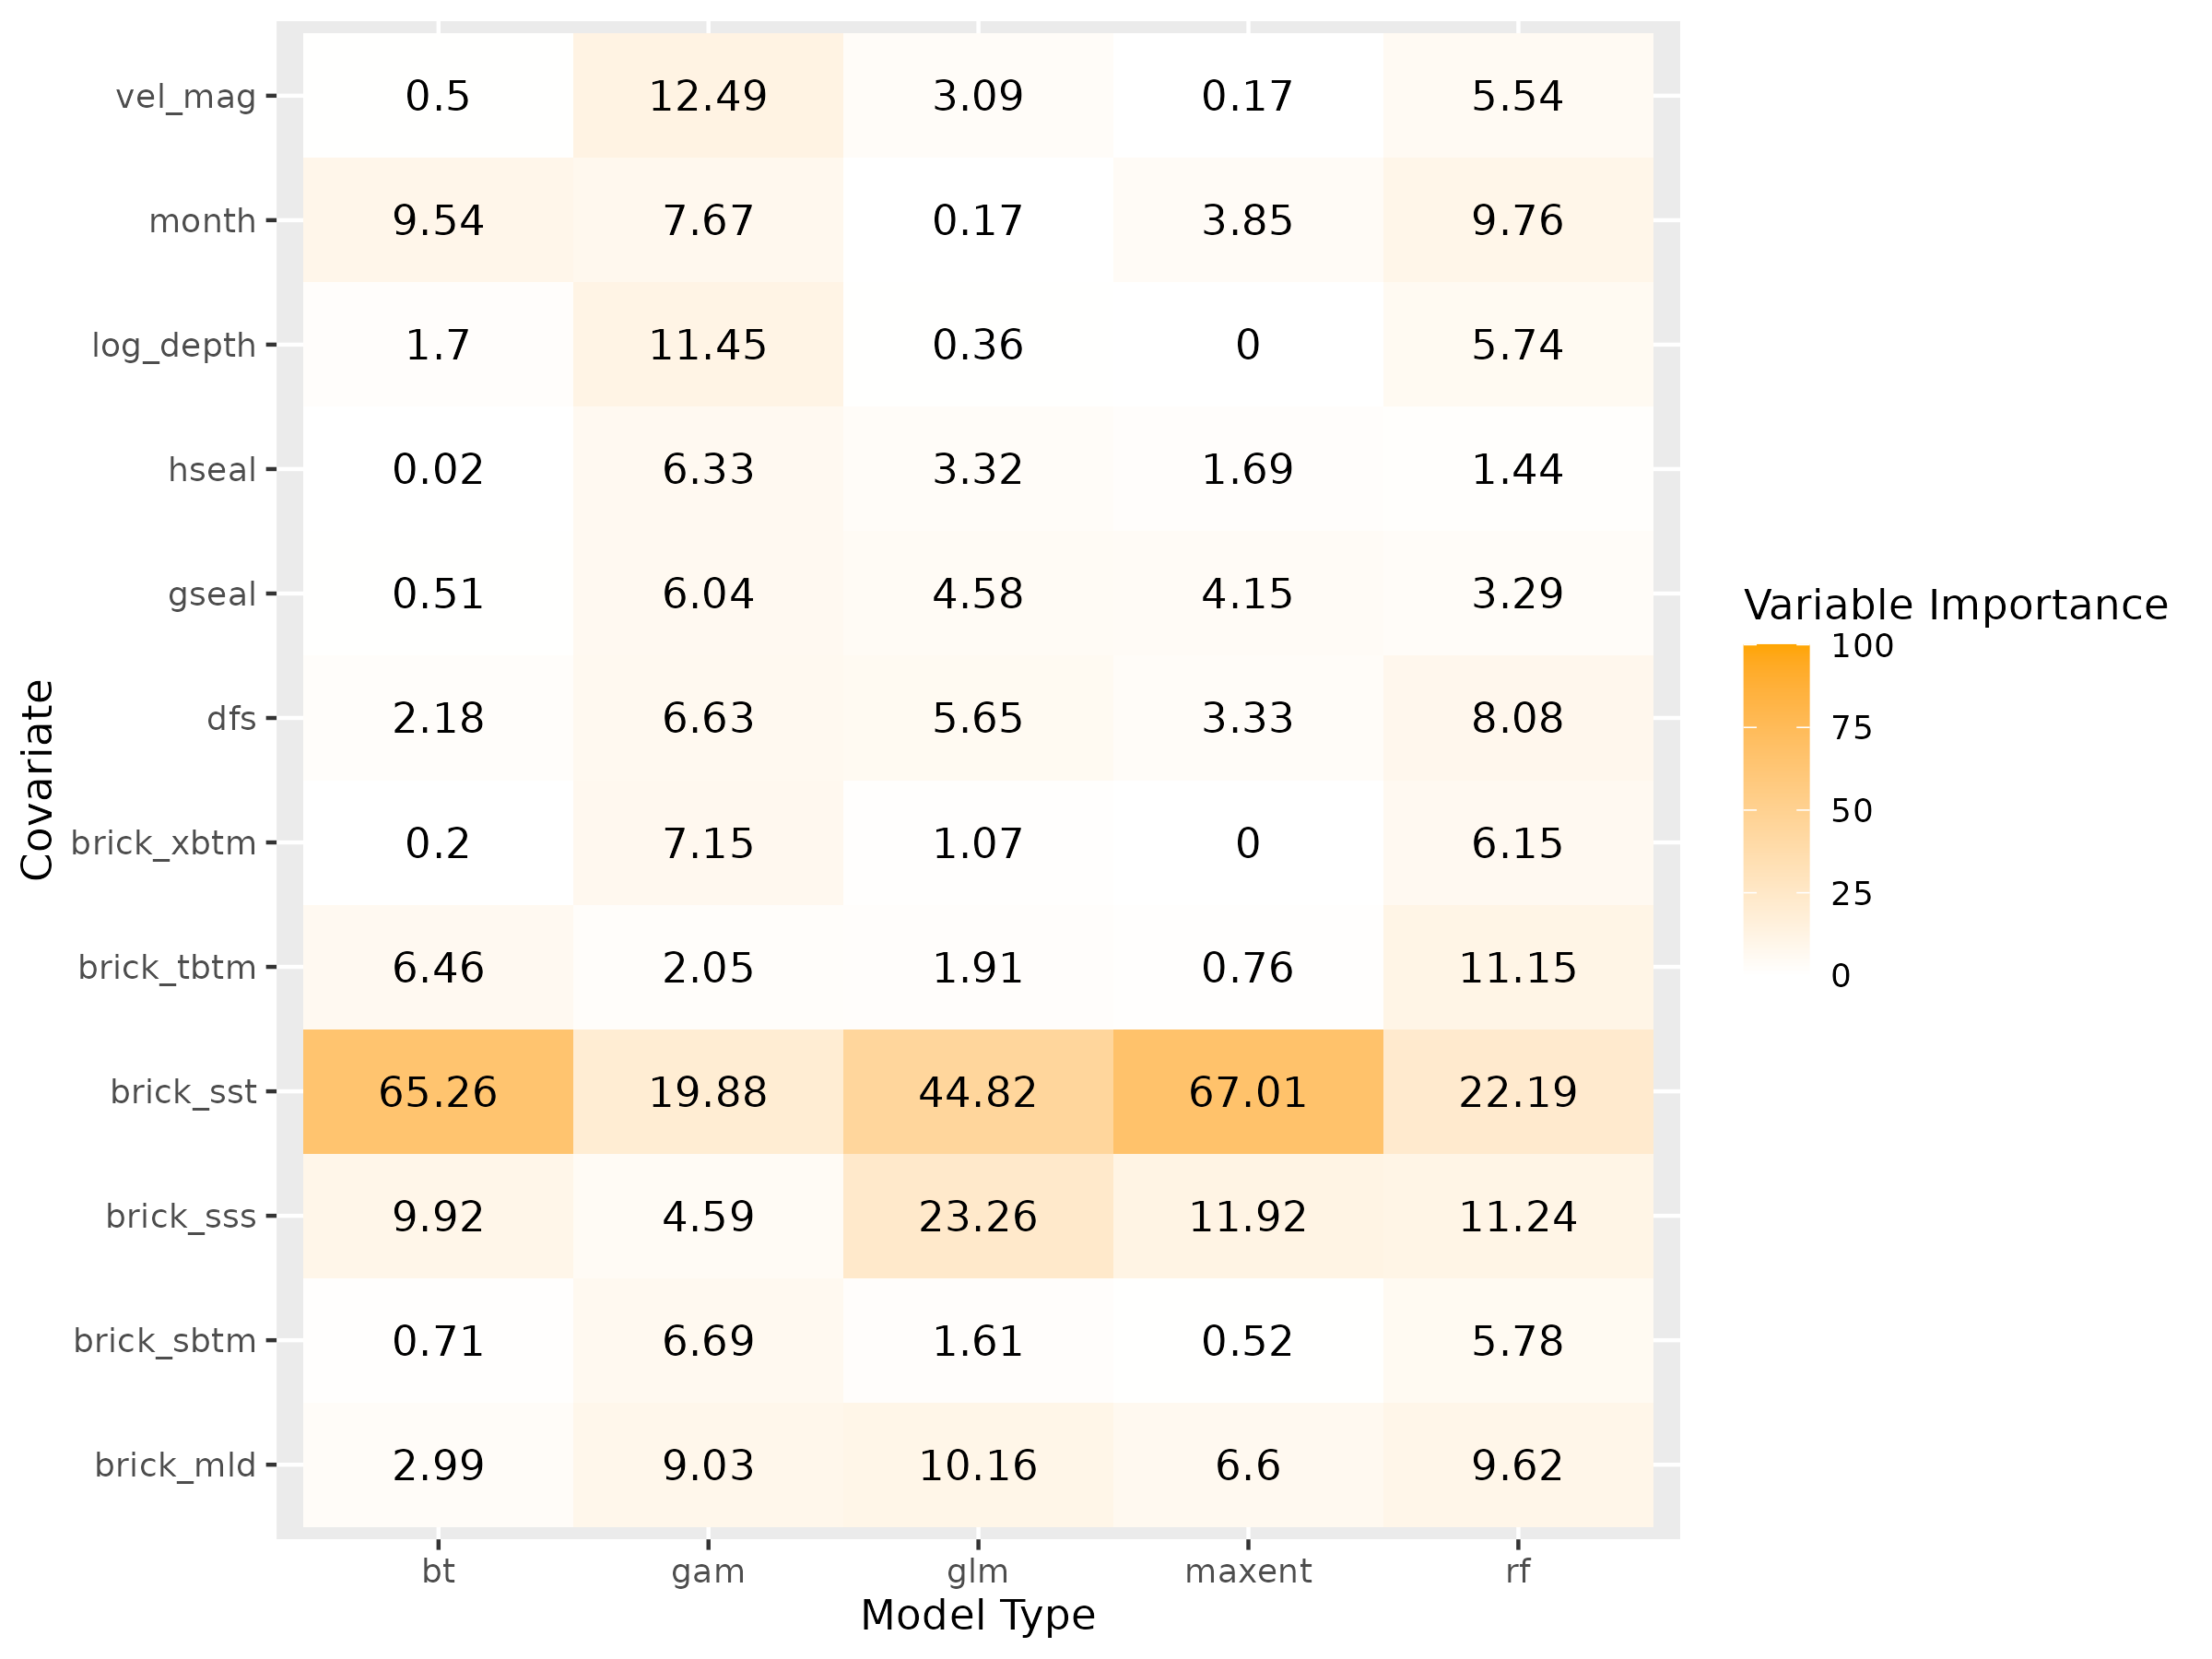 vel_mag 0.5 12.49 3.09 0.17 5.54
month 9.54 7.67 0.17 3.85 9.76
log_depth 1.7 11.45 0.36 0 5.74
hseal 0.02 6.33 3.32 1.69 1.44
gseal 0.51 6.04 4.58 4.15 3.29
dfs 2.18 6.63 5.65 3.33 8.08
brick_xbtm 0.2 7.15 1.07 0 6.15
brick_tbtm 6.46 2.05 1.91 0.76 11.15
brick_sst 65.26 19.88 44.82 67.01 22.19
brick_sss 9.92 4.59 23.26 11.92 11.24
brick_sbtm 0.71 6.69 1.61 0.52 5.78
brick_mld 2.99 9.03 10.16 6.6 9.62
bt gam glm maxent rf
Model Type
Covariate
Variable Importance
100
75
50
25
0